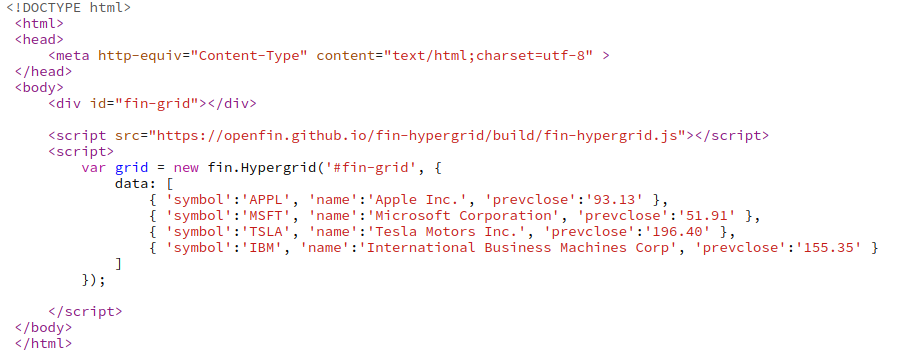 <!DOCTYPE html>
<html>
<head>
<meta http-equiv="Content-Type" content="text/html;charset=utf-8" >
</head>
<body>
<div id="fin-grid"></div>
<script src="https://openfin.github.io/fin-hypergrid/build/fin-hypergrid.js"></script>
<script>
var grid = new fin.Hypergrid('#fin-grid', {
data: [
{ 'symbol':'APPL', 'name':'Apple Inc.', 'prevclose':'93.13' },
{ 'symbol':'MSFT', 'name':'Microsoft Corporation', 'prevclose':'51.91' },
{ 'symbol':'TSLA', 'name':'Tesla Motors Inc.', 'prevclose':'196.40' },
{ 'symbol':'IBM', 'name':'International Business Machines Corp', 'prevclose':'155.35' }
]
});
</script>
</body>
</html>